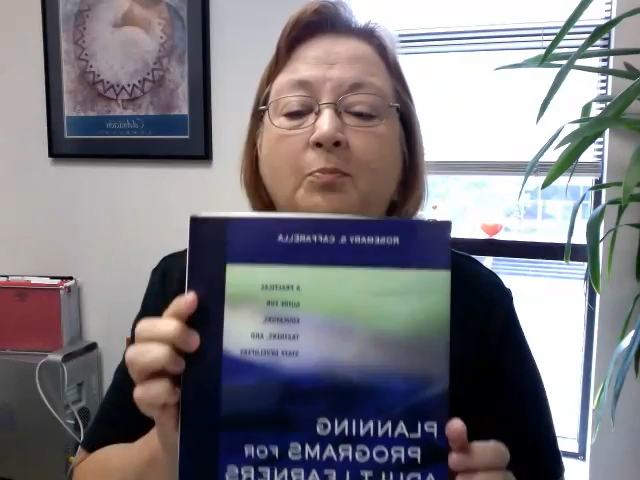 ROSEMARY S. CAFFARELLA
A PRACTICAL
GUIDE FOR
EDUCATORS,
TRAINERS, AND
STAFF DEVELOPERS
PLANNING
PROGRAMS FOR
ADULT LEARNERS